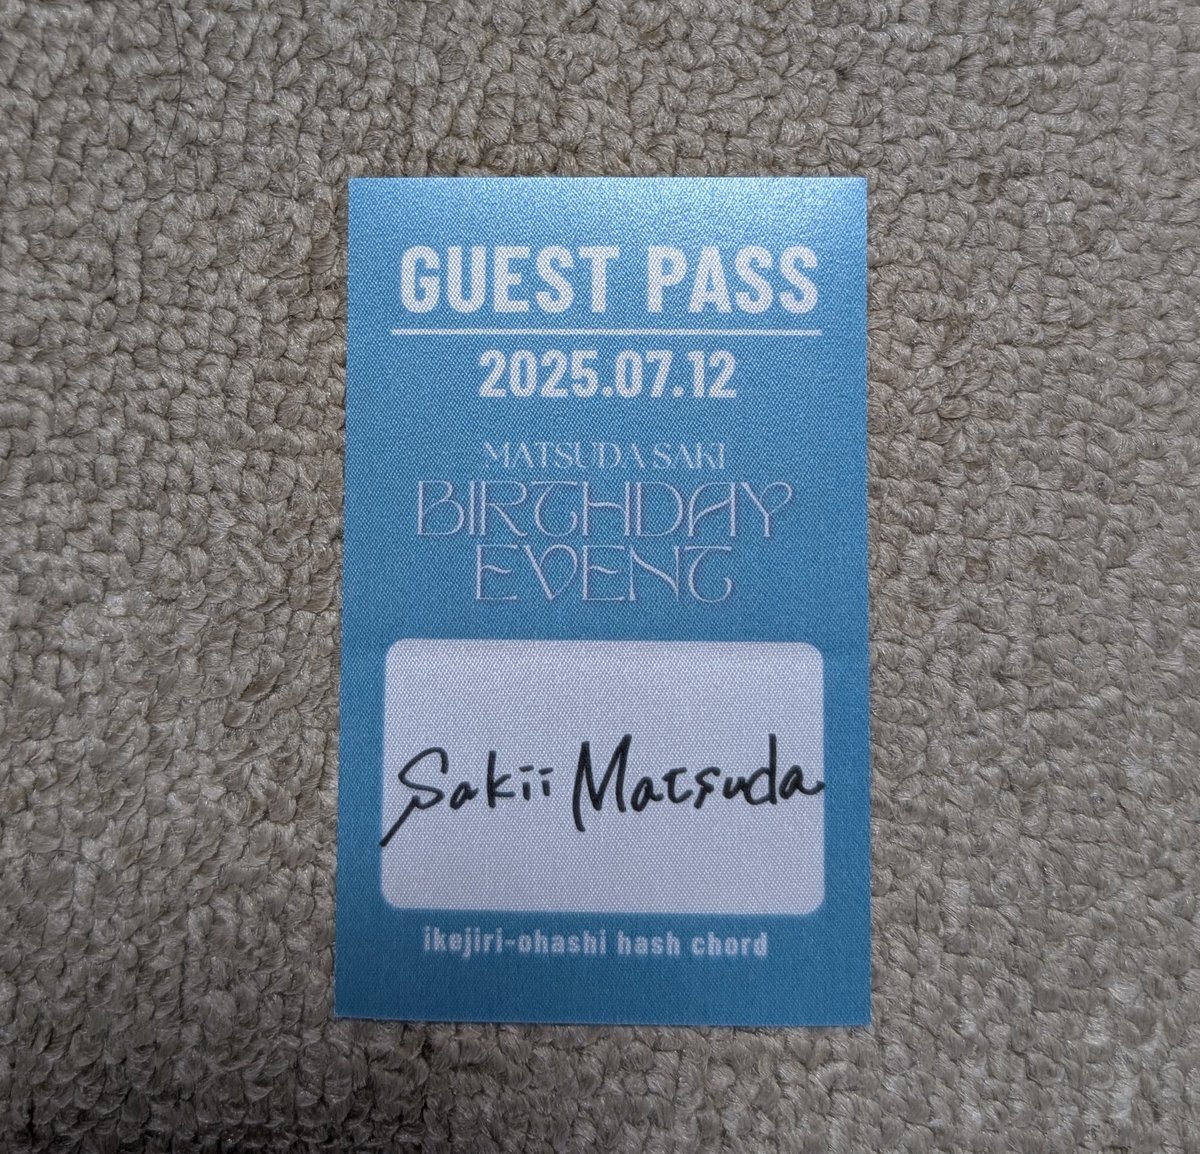 GUEST PASS
2025.07.12
MATSUDA SAKI
BIRTHDAY
EVENT
Sakii Matsuda
ikejiri-ohashi hash chord